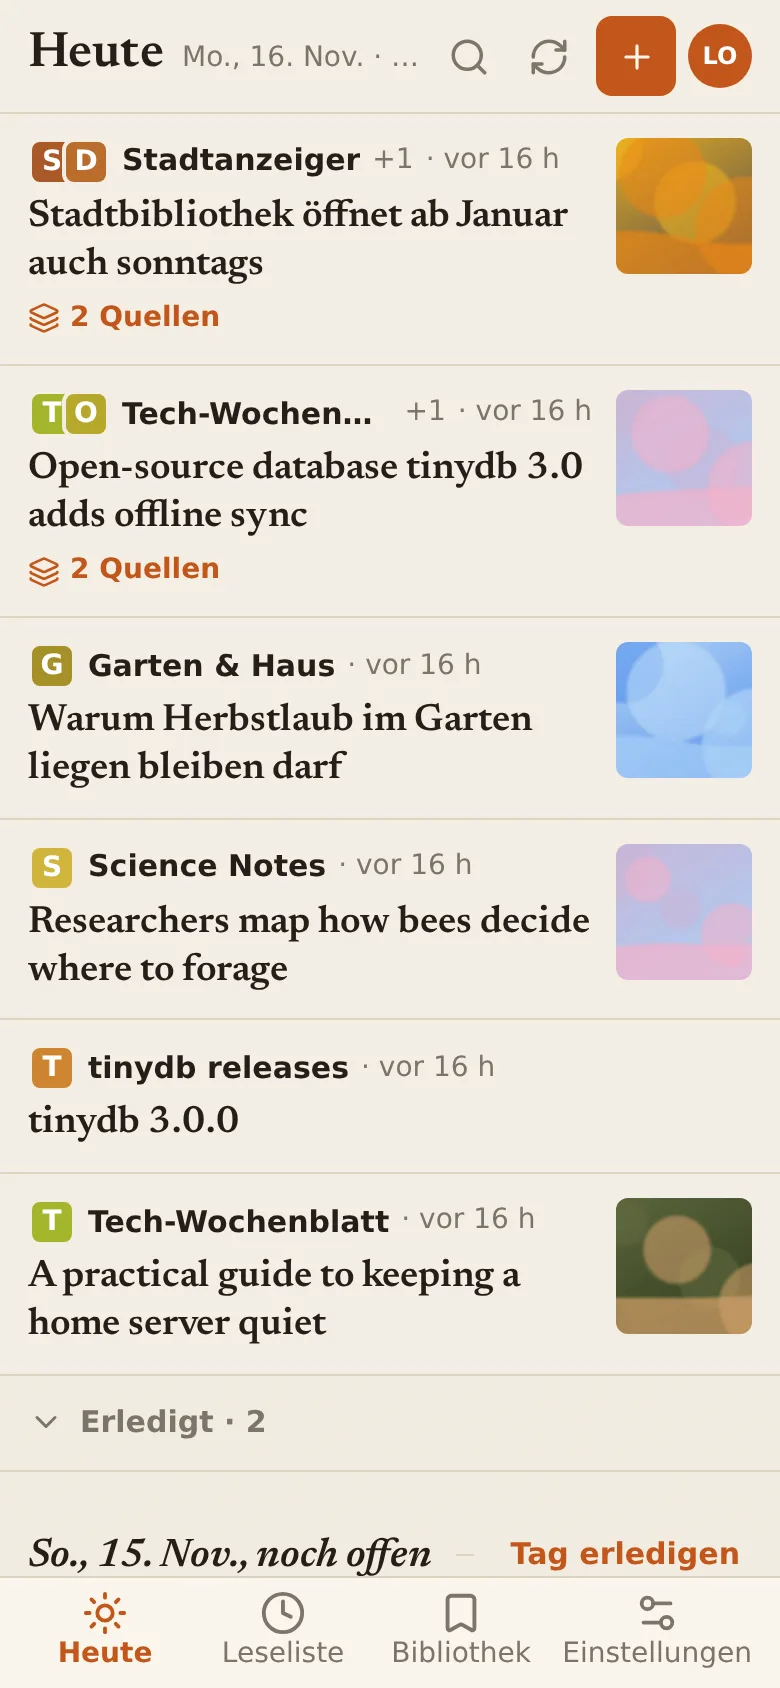 Heute Mo., 16. Nov. · … + LO
S D Stadtanzeiger +1 · vor 16 h
Stadtbibliothek öffnet ab Januar
auch sonntags
2 Quellen
T O Tech-Wochen… +1 · vor 16 h
Open-source database tinydb 3.0
adds offline sync
2 Quellen
G Garten & Haus · vor 16 h
Warum Herbstlaub im Garten
liegen bleiben darf
S Science Notes · vor 16 h
Researchers map how bees decide
where to forage
T tinydb releases · vor 16 h
tinydb 3.0.0
T Tech-Wochenblatt · vor 16 h
A practical guide to keeping a
home server quiet
Erledigt · 2
So., 15. Nov., noch offen — Tag erledigen
Heute Leseliste Bibliothek Einstellungen